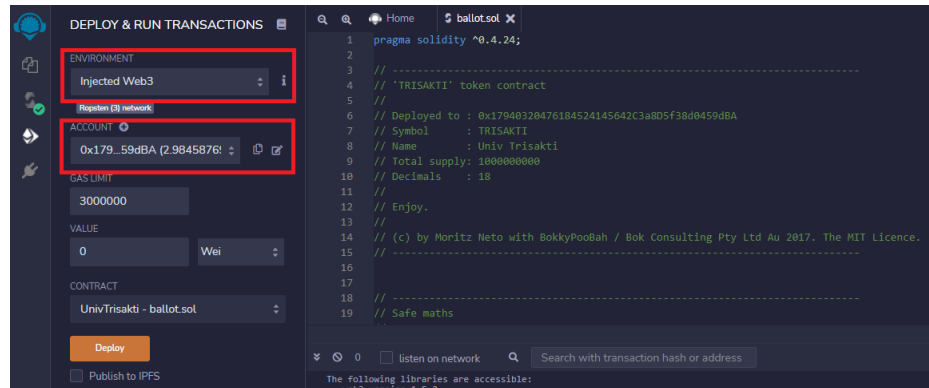 DEPLOY & RUN TRANSACTIONS
ENVIRONMENT
Injected Web3
i
Ropsten (3) network
ACCOUNT
0x179...59dBA (2.9845876
GAS LIMIT
3000000
VALUE
0
Wei
CONTRACT
UnivTrisakti - ballot.sol
Deploy
Publish to IPFS
Home
ballot.sol
1 pragma solidity ^0.4.24;
2
3 // ----------------------------------------------------------------------------
4 // 'TRISAKTI' token contract
5 //
6 // Deployed to : 0x17940320476184524145642C3a8D5f38d0459dBA
7 // Symbol : TRISAKTI
8 // Name : Univ Trisakti
9 // Total supply: 1000000000
10 // Decimals : 18
11 //
12 // Enjoy.
13 //
14 // (c) by Moritz Neto with BokkyPooBah / Bok Consulting Pty Ltd Au 2017. The MIT Licence.
15 // ----------------------------------------------------------------------------
16
17
18 // ----------------------------------------------------------------------------
19 // Safe maths
0
listen on network
Search with transaction hash or address
The following libraries are accessible: